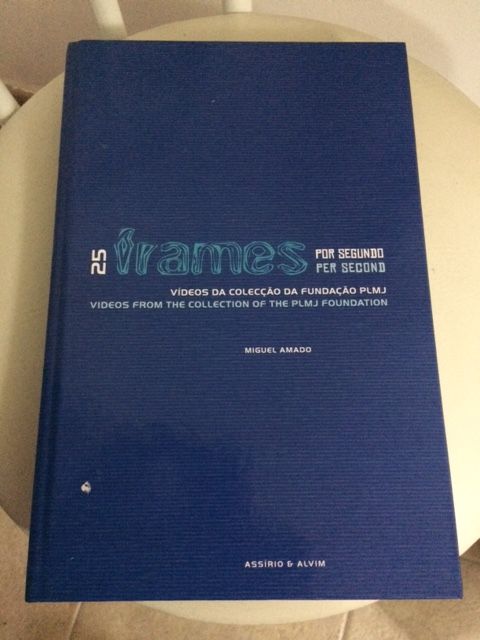 25 frames POR SEGUNDO
PER SECOND
VÍDEOS DA COLECÇÃO DA FUNDAÇÃO PLMJ
VIDEOS FROM THE COLLECTION OF THE PLMJ FOUNDATION
MIGUEL AMADO
ASSÍRIO & ALVIM